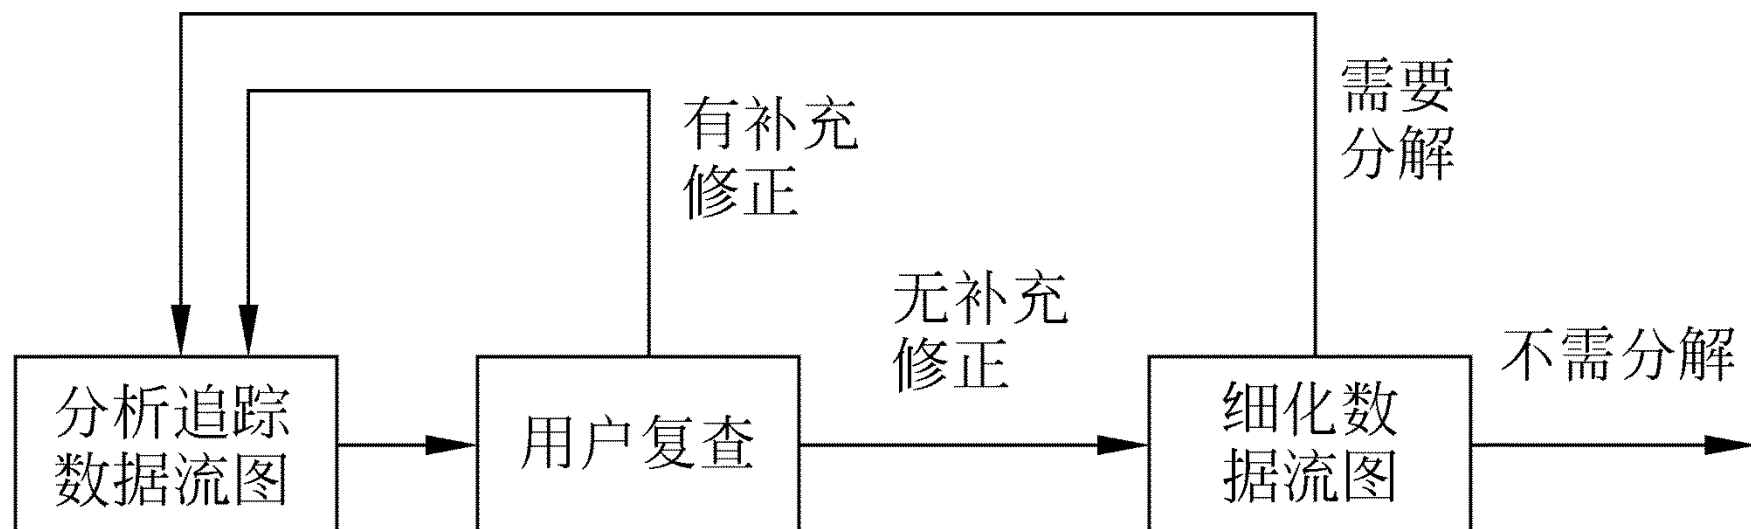 需要
分解
有补充
修正
无补充
修正
不需分解
分析追踪
数据流图
用户复查
细化数
据流图